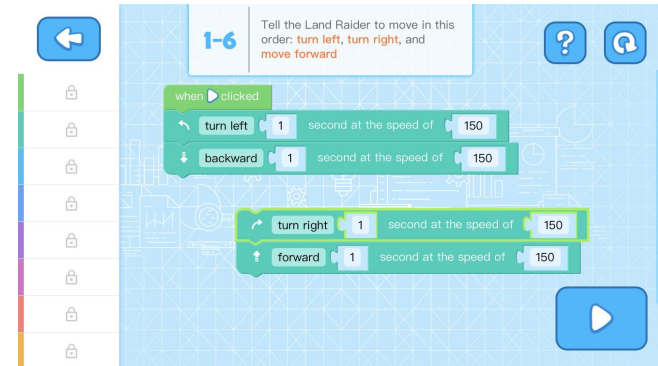 1-6
Tell the Land Raider to move in this
order: turn left, turn right, and
move forward
when clicked
turn left 1 second at the speed of 150
backward 1 second at the speed of 150
turn right 1 second at the speed of 150
forward 1 second at the speed of 150
?